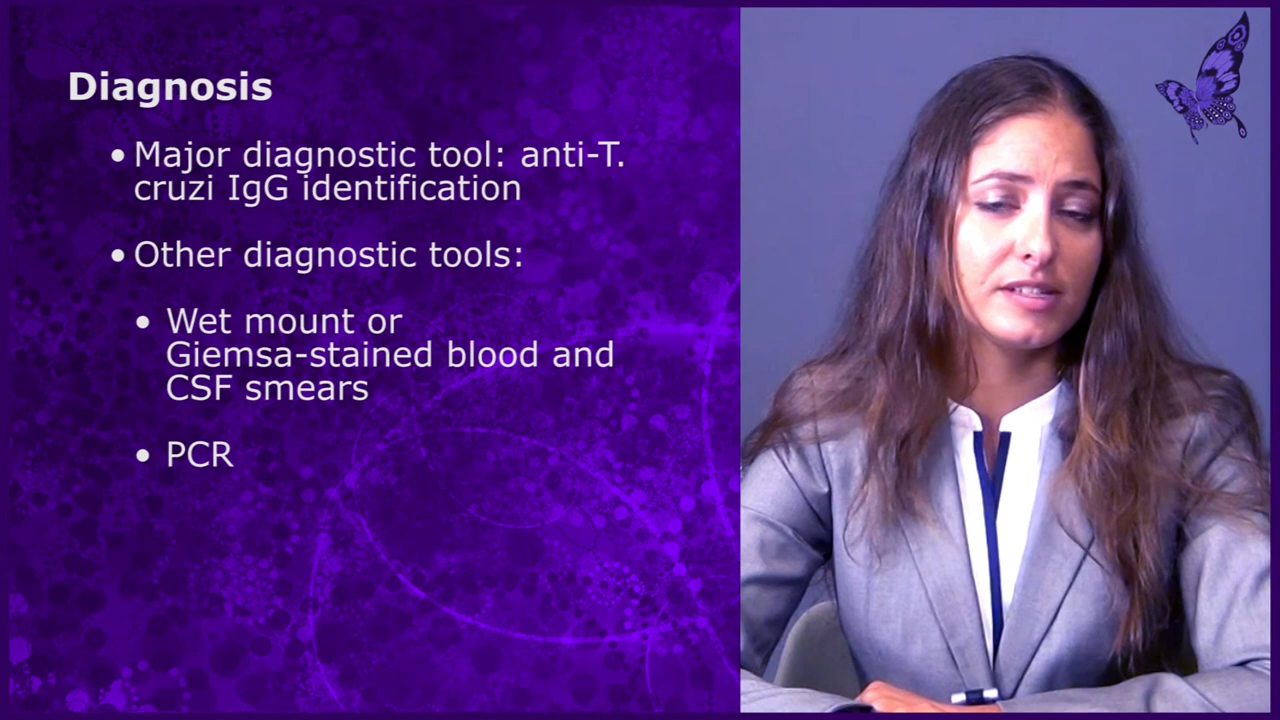 Diagnosis
• Major diagnostic tool: anti-T.
cruzi IgG identification
• Other diagnostic tools:
• Wet mount or
Giemsa-stained blood and
CSF smears
• PCR